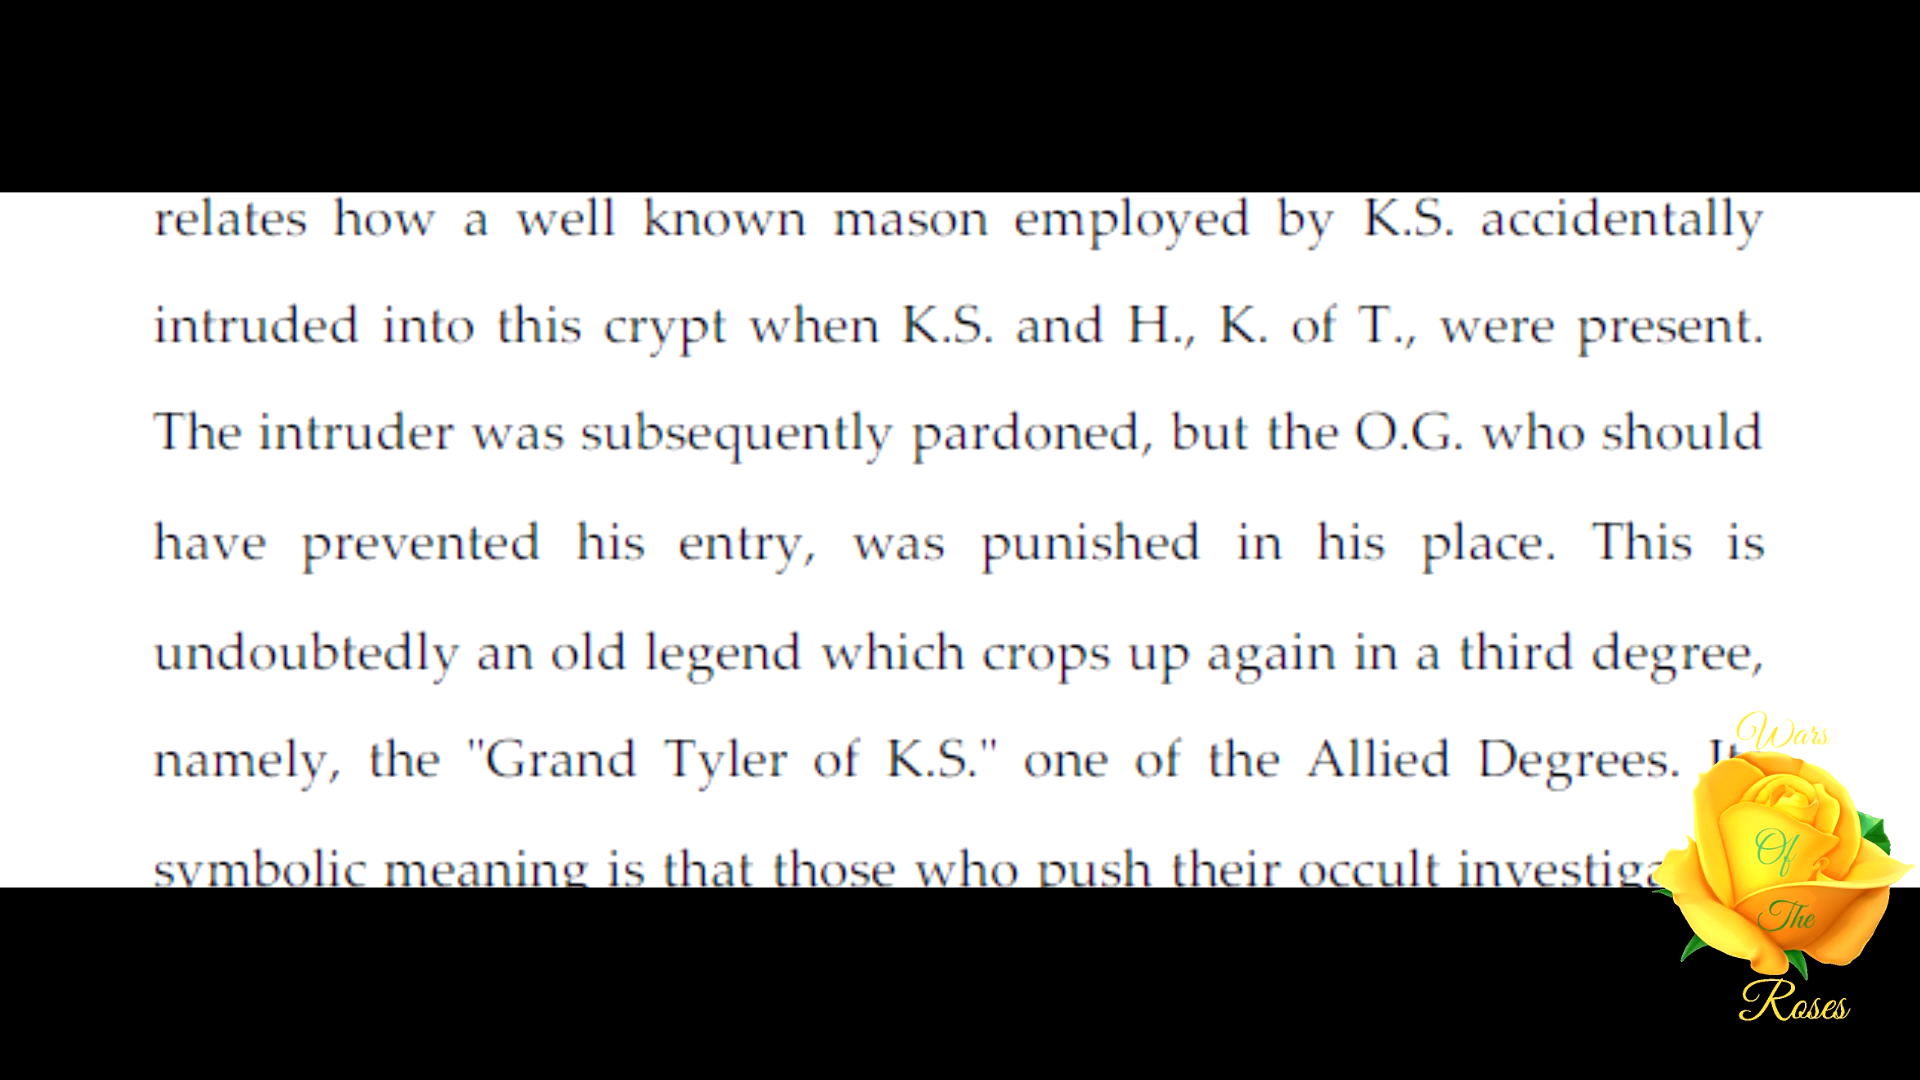 relates how a well known mason employed by K.S. accidentally
intruded into this crypt when K.S. and H., K. of T., were present.
The intruder was subsequently pardoned, but the O.G. who should
have prevented his entry, was punished in his place. This is
undoubtedly an old legend which crops up again in a third degree,
namely, the "Grand Tyler of K.S." one of the Allied Degrees.
symbolic meaning is that those who push their occult
Wars
Of
The
Roses